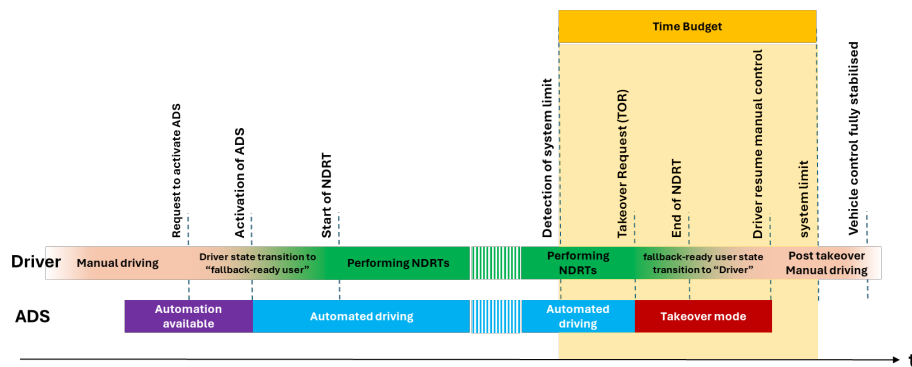 Time Budget
Request to activate ADS
Activation of ADS
Start of NDRT
Detection of system limit
Takeover Request (TOR)
End of NDRT
Driver resume manual control
system limit
Vehicle control fully stabilised
Driver
Manual driving
Driver state transition to
“fallback-ready user”
Performing NDRTs
Performing
NDRTs
fallback-ready user state
transition to “Driver”
Post takeover
Manual driving
ADS
Automation
available
Automated driving
Automated
driving
Takeover mode
t